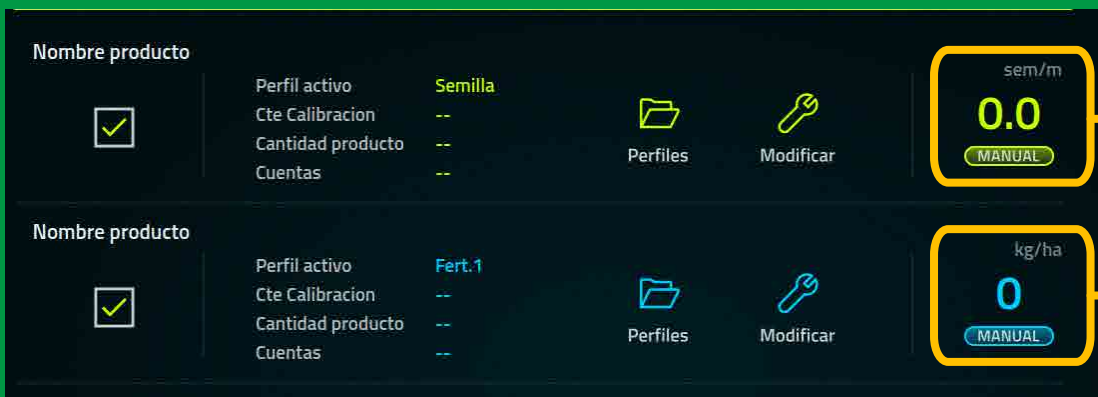 Nombre producto
sem/m
Perfil activo Semilla
Cte Calibracion --
Cantidad producto --
Cuentas --
Perfiles
Modificar
0.0
MANUAL
Nombre producto
kg/ha
Perfil activo Fert.1
Cte Calibracion --
Cantidad producto --
Cuentas --
Perfiles
Modificar
0
MANUAL